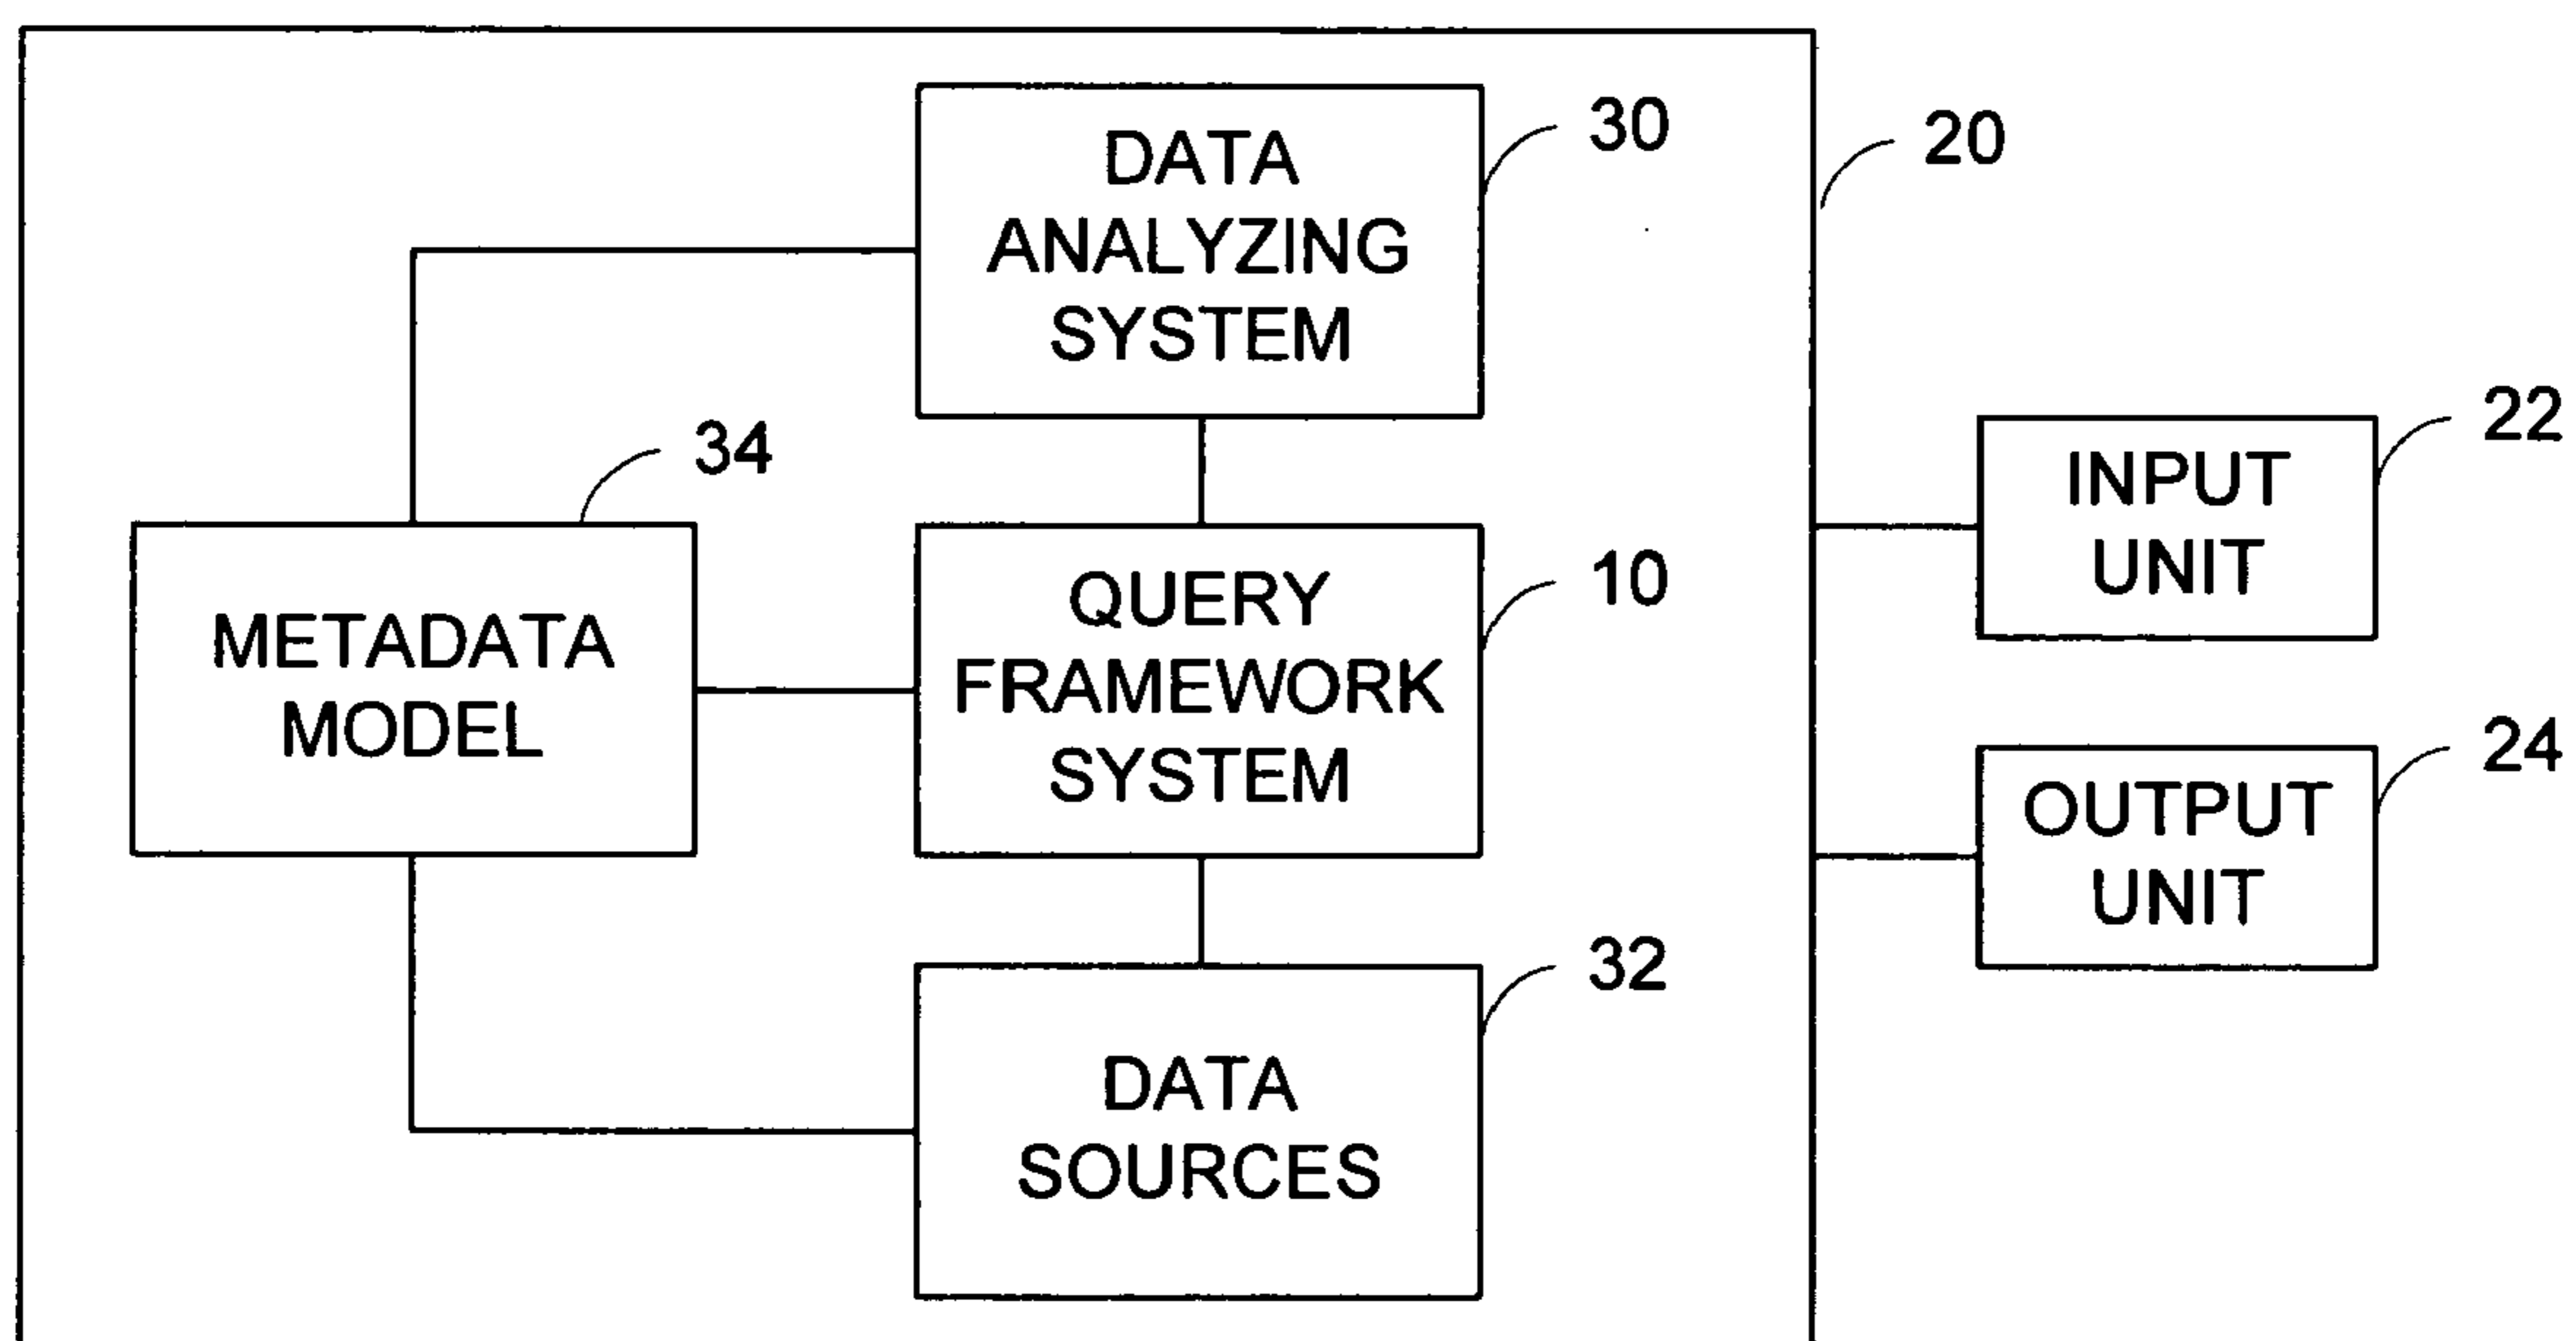 DATA
ANALYZING
SYSTEM
30
20
METADATA
MODEL
34
QUERY
FRAMEWORK
SYSTEM
10
INPUT
UNIT
22
OUTPUT
UNIT
24
DATA
SOURCES
32